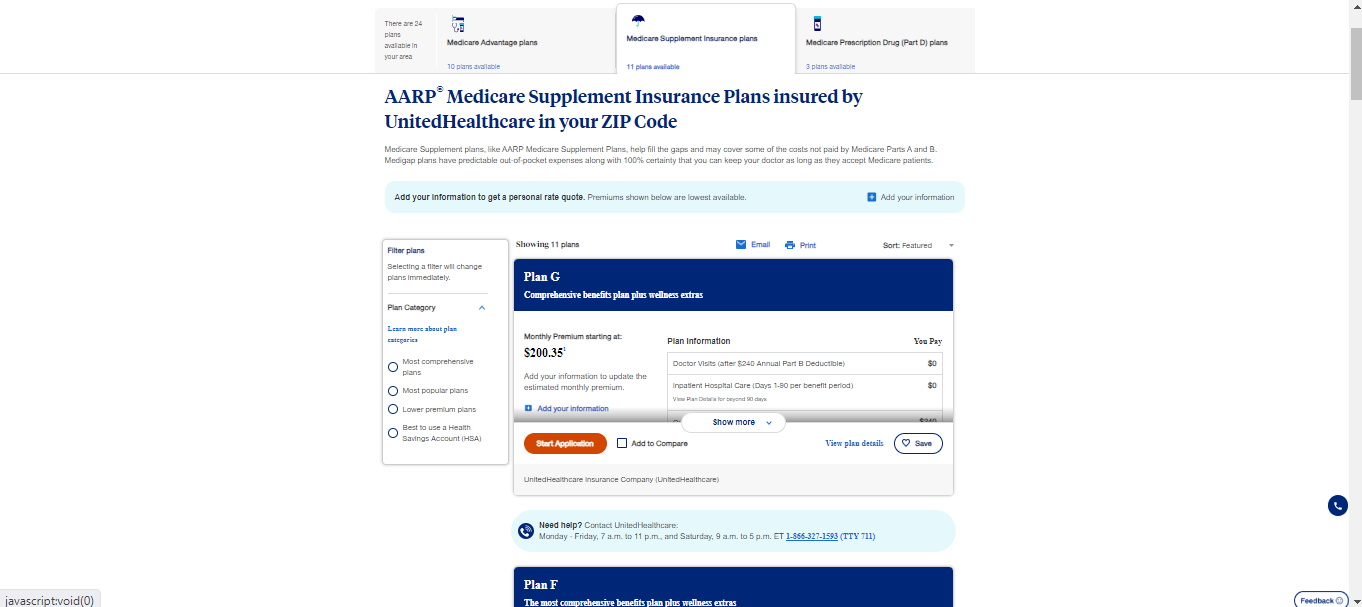 There are 24
plans
available in
your area
Medicare Advantage plans
10 plans available
Medicare Supplement Insurance plans
11 plans available
Medicare Prescription Drug (Part D) plans
3 plans available
AARP® Medicare Supplement Insurance Plans insured by
UnitedHealthcare in your ZIP Code
Medicare Supplement plans, like AARP Medicare Supplement Plans, help fill the gaps and may cover some of the costs not paid by Medicare Parts A and B.
Medigap plans have predictable out-of-pocket expenses along with 100% certainty that you can keep your doctor as long as they accept Medicare patients.
Add your information to get a personal rate quote. Premiums shown below are lowest available.
Add your information
Filter plans
Selecting a filter will change
plans immediately.
Plan Category
Learn more about plan
categories
Most comprehensive
plans
Most popular plans
Lower premium plans
Best to use a Health
Savings Account (HSA)
Showing 11 plans
Email
Print
Sort: Featured
Plan G
Comprehensive benefits plan plus wellness extras
Monthly Premium starting at:
$200.35¹
Add your information to update the
estimated monthly premium.
Add your information
Plan Information
You Pay
Doctor Visits (after $240 Annual Part B Deductible)
$0
Inpatient Hospital Care (Days 1-90 per benefit period)
$0
View Plan Details for beyond 90 days
$240
Show more
Start Application
Add to Compare
View plan details
Save
UnitedHealthcare Insurance Company (UnitedHealthcare)
Need help? Contact UnitedHealthcare:
Monday - Friday, 7 a.m. to 11 p.m., and Saturday, 9 a.m. to 5 p.m. ET 1-866-327-1593 (TTY 711)
Plan F
The most comprehensive benefits plan plus wellness extras
javascript:void(0)
Feedback